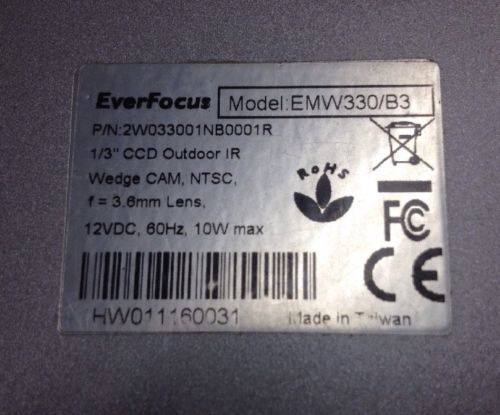 EverFocus Model:EMW330/B3
P/N:2W033001NB0001R
1/3" CCD Outdoor IR
Wedge CAM, NTSC,
f = 3.6mm Lens,
12VDC, 60Hz, 10W max
RoHS
FC
CE
HW011160031 Made in Taiwan